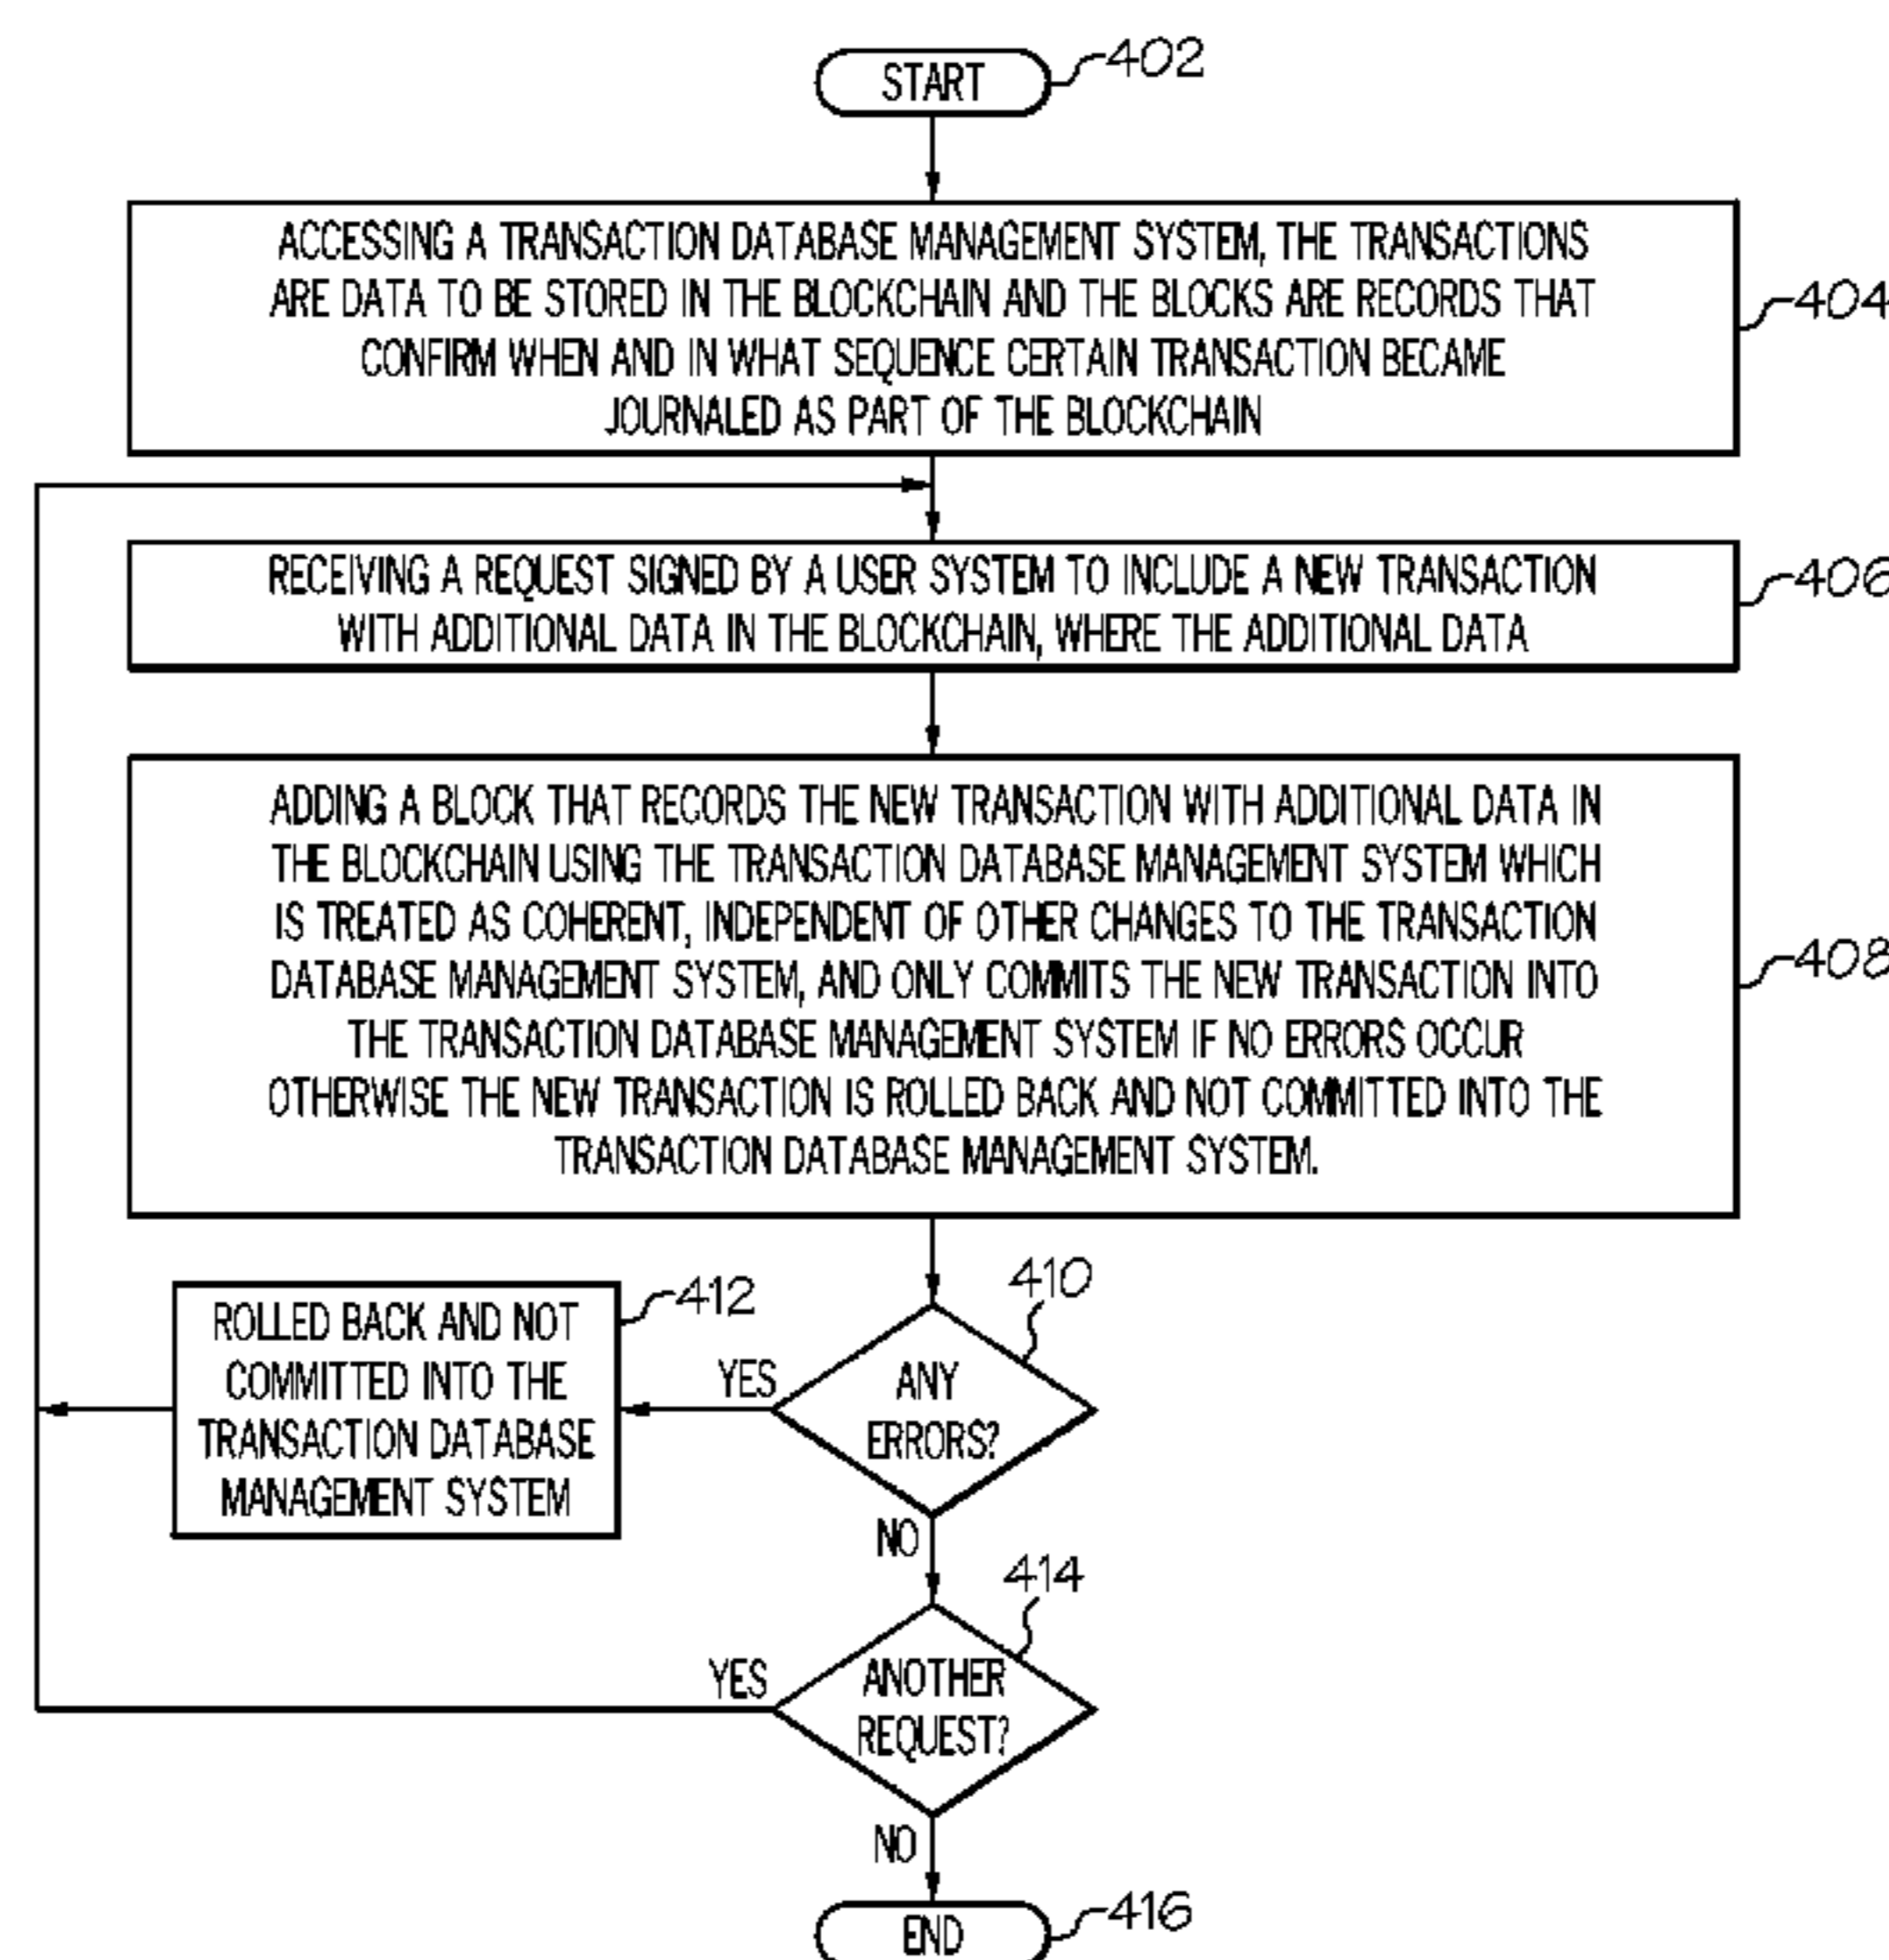 START
402
ACCESSING A TRANSACTION DATABASE MANAGEMENT SYSTEM, THE TRANSACTIONS
ARE DATA TO BE STORED IN THE BLOCKCHAIN AND THE BLOCKS ARE RECORDS THAT
CONFIRM WHEN AND IN WHAT SEQUENCE CERTAIN TRANSACTION BECAME
JOURNALED AS PART OF THE BLOCKCHAIN
404
RECEIVING A REQUEST SIGNED BY A USER SYSTEM TO INCLUDE A NEW TRANSACTION
WITH ADDITIONAL DATA IN THE BLOCKCHAIN, WHERE THE ADDITIONAL DATA
406
ADDING A BLOCK THAT RECORDS THE NEW TRANSACTION WITH ADDITIONAL DATA IN
THE BLOCKCHAIN USING THE TRANSACTION DATABASE MANAGEMENT SYSTEM WHICH
IS TREATED AS COHERENT, INDEPENDENT OF OTHER CHANGES TO THE TRANSACTION
DATABASE MANAGEMENT SYSTEM, AND ONLY COMMITS THE NEW TRANSACTION INTO
THE TRANSACTION DATABASE MANAGEMENT SYSTEM IF NO ERRORS OCCUR
OTHERWISE THE NEW TRANSACTION IS ROLLED BACK AND NOT COMMITTED INTO THE
TRANSACTION DATABASE MANAGEMENT SYSTEM.
408
410
ANY
ERRORS?
YES
412
ROLLED BACK AND NOT
COMMITTED INTO THE
TRANSACTION DATABASE
MANAGEMENT SYSTEM
NO
414
ANOTHER
REQUEST?
YES
NO
END
416